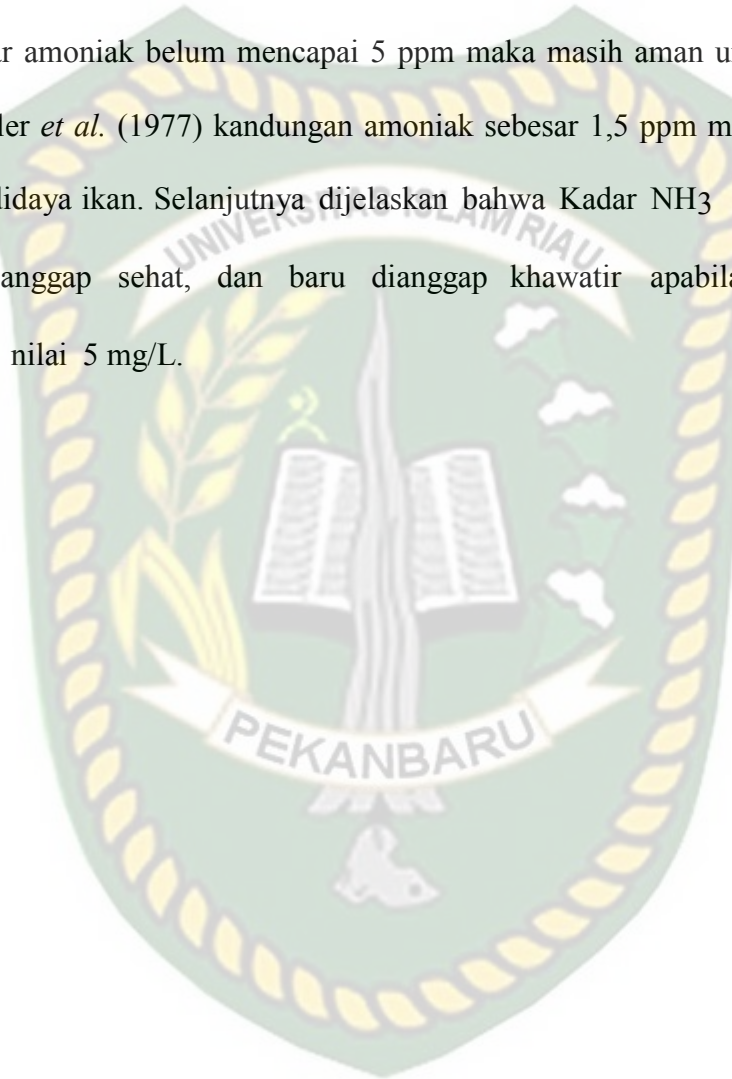 ar amoniak belum mencapai 5 ppm maka masih aman u
ler et al. (1977) kandungan amoniak sebesar 1,5 ppm m
didaya ikan. Selanjutnya dijelaskan bahwa Kadar NH3
anggap sehat, dan baru dianggap khawatir apabila
nilai 5 mg/L.
UNIVERSITAS ISLAM RIAU
PEKANBARU